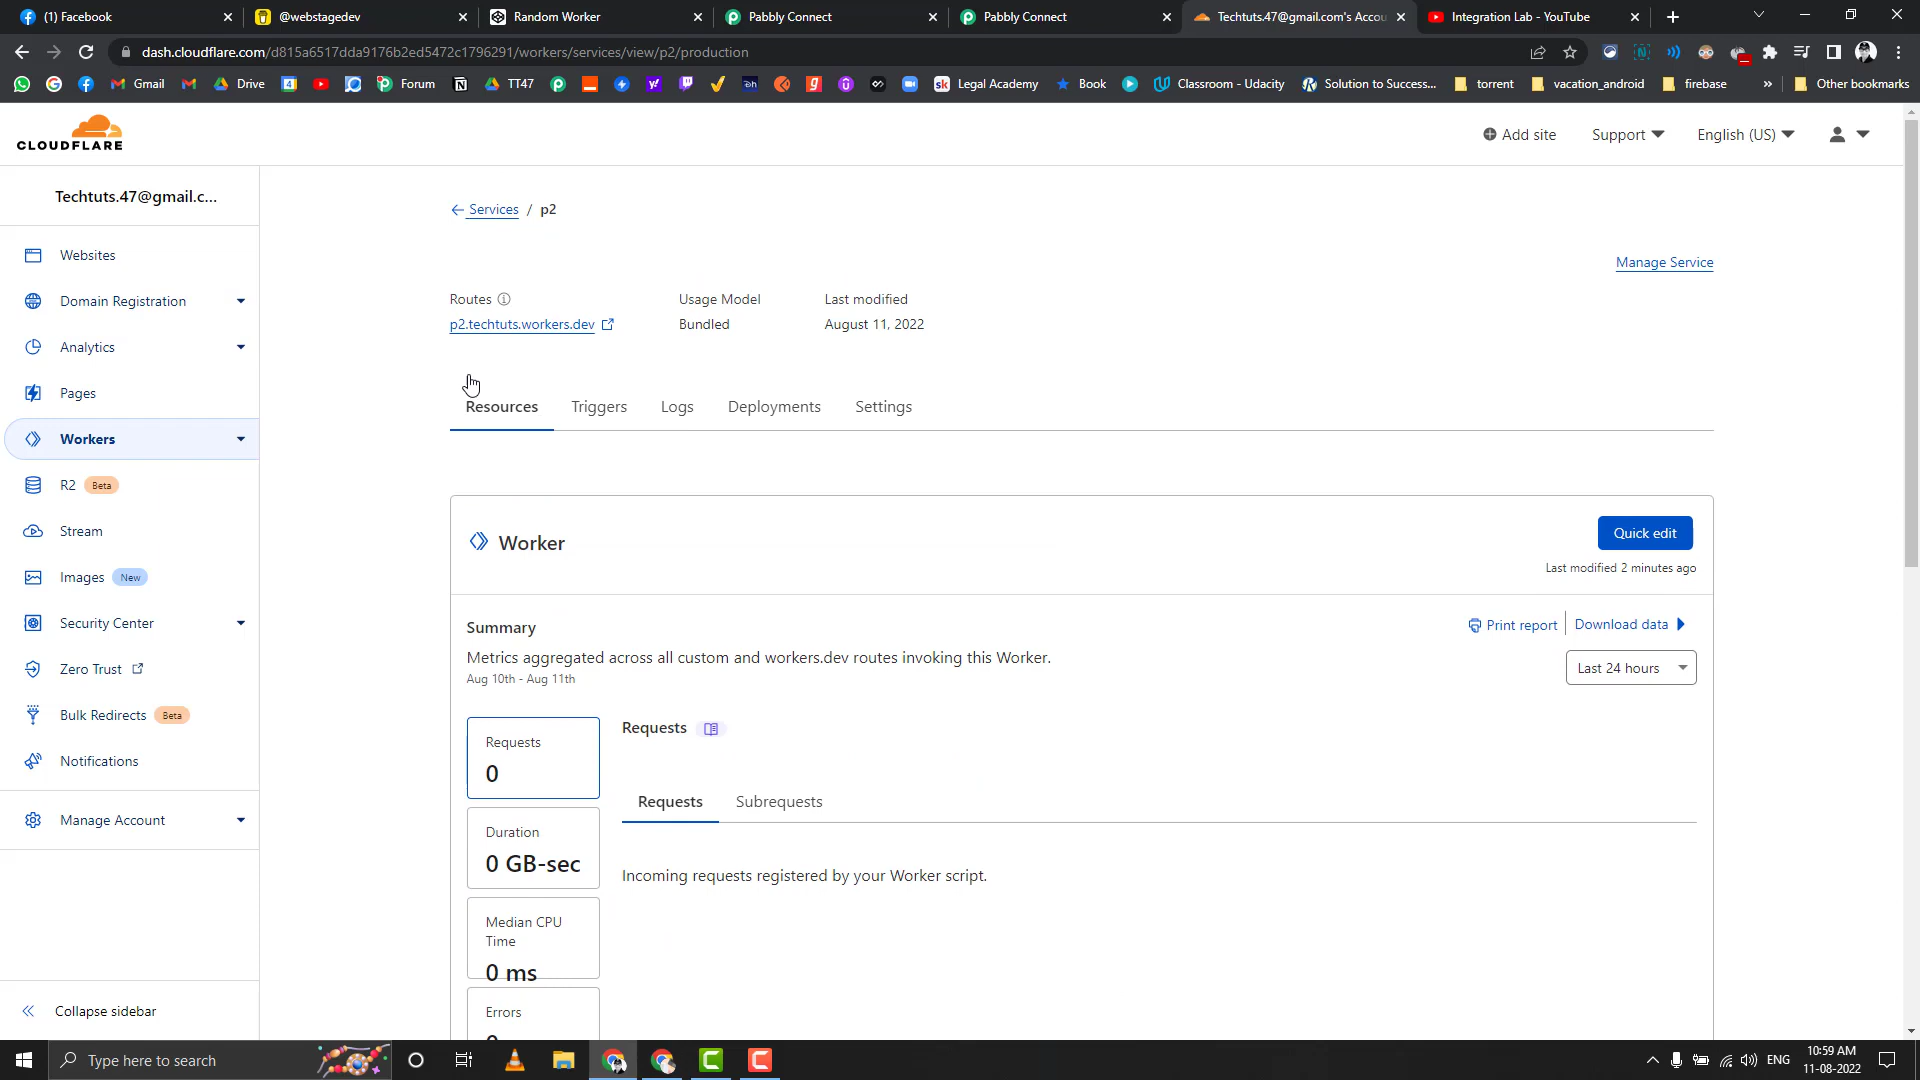 (1) Facebook
@webstagedev
Random Worker
Pabbly Connect
Pabbly Connect
Techtuts.47@gmail.com's Accou
Integration Lab - YouTube
dash.cloudflare.com/d815a6517dda9176b2ed5472c1796291/workers/services/view/p2/production
Gmail
Drive
Forum
TT47
Legal Academy
Book
Classroom - Udacity
Solution to Success...
torrent
vacation_android
firebase
Other bookmarks
CLOUDFLARE
Add site
Support
English (US)
Techtuts.47@gmail.c...
Websites
Domain Registration
Analytics
Pages
Workers
R2 Beta
Stream
Images New
Security Center
Zero Trust
Bulk Redirects Beta
Notifications
Manage Account
Collapse sidebar
Services / p2
Manage Service
Routes
p2.techtuts.workers.dev
Usage Model
Bundled
Last modified
August 11, 2022
Resources
Triggers
Logs
Deployments
Settings
Worker
Quick edit
Last modified 2 minutes ago
Summary
Print report
Download data
Metrics aggregated across all custom and workers.dev routes invoking this Worker.
Aug 10th - Aug 11th
Last 24 hours
Requests
0
Duration
0 GB-sec
Median CPU
Time
0 ms
Errors
Requests
Requests
Subrequests
Incoming requests registered by your Worker script.
Type here to search
ENG
10:59 AM
11-08-2022